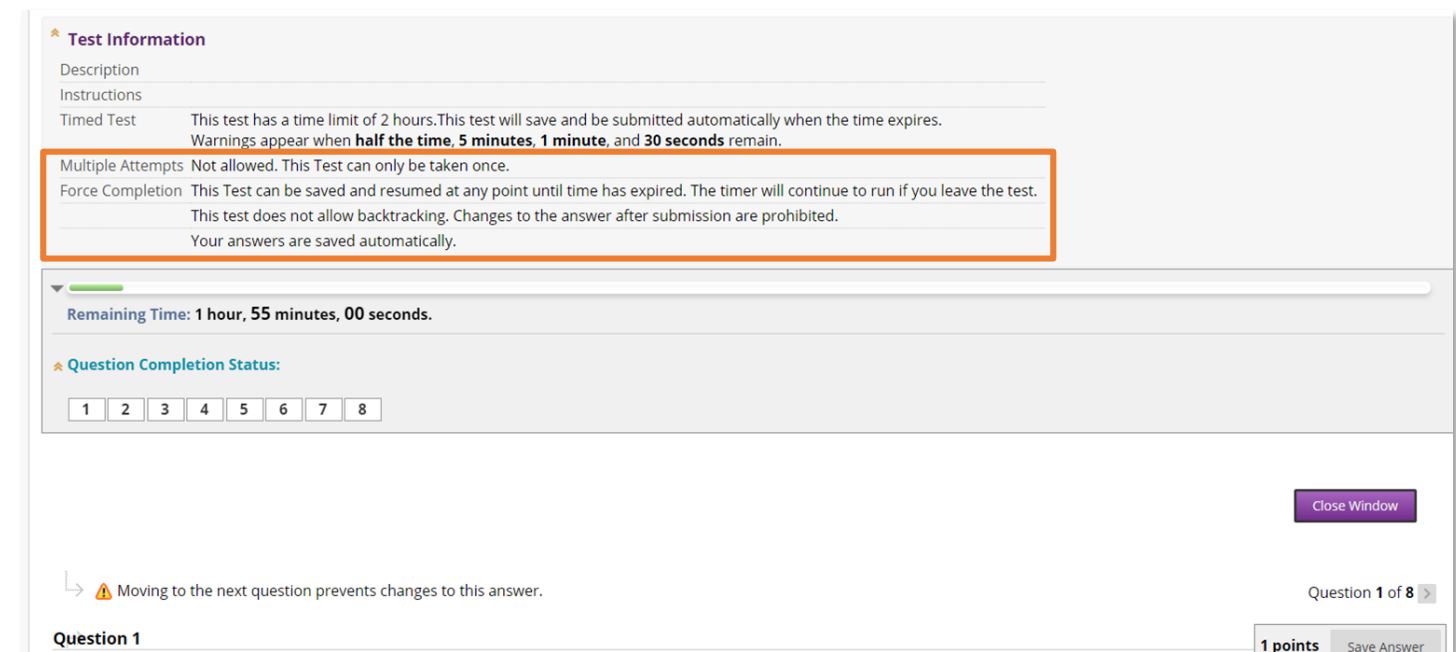 Test Information
Description
Instructions
Timed Test This test has a time limit of 2 hours.This test will save and be submitted automatically when the time expires.
Warnings appear when half the time, 5 minutes, 1 minute, and 30 seconds remain.
Multiple Attempts Not allowed. This Test can only be taken once.
Force Completion This Test can be saved and resumed at any point until time has expired. The timer will continue to run if you leave the test.
This test does not allow backtracking. Changes to the answer after submission are prohibited.
Your answers are saved automatically.
Remaining Time: 1 hour, 55 minutes, 00 seconds.
Question Completion Status:
1 2 3 4 5 6 7 8
Close Window
Moving to the next question prevents changes to this answer. Question 1 of 8 >
Question 1 1 points Save Answer